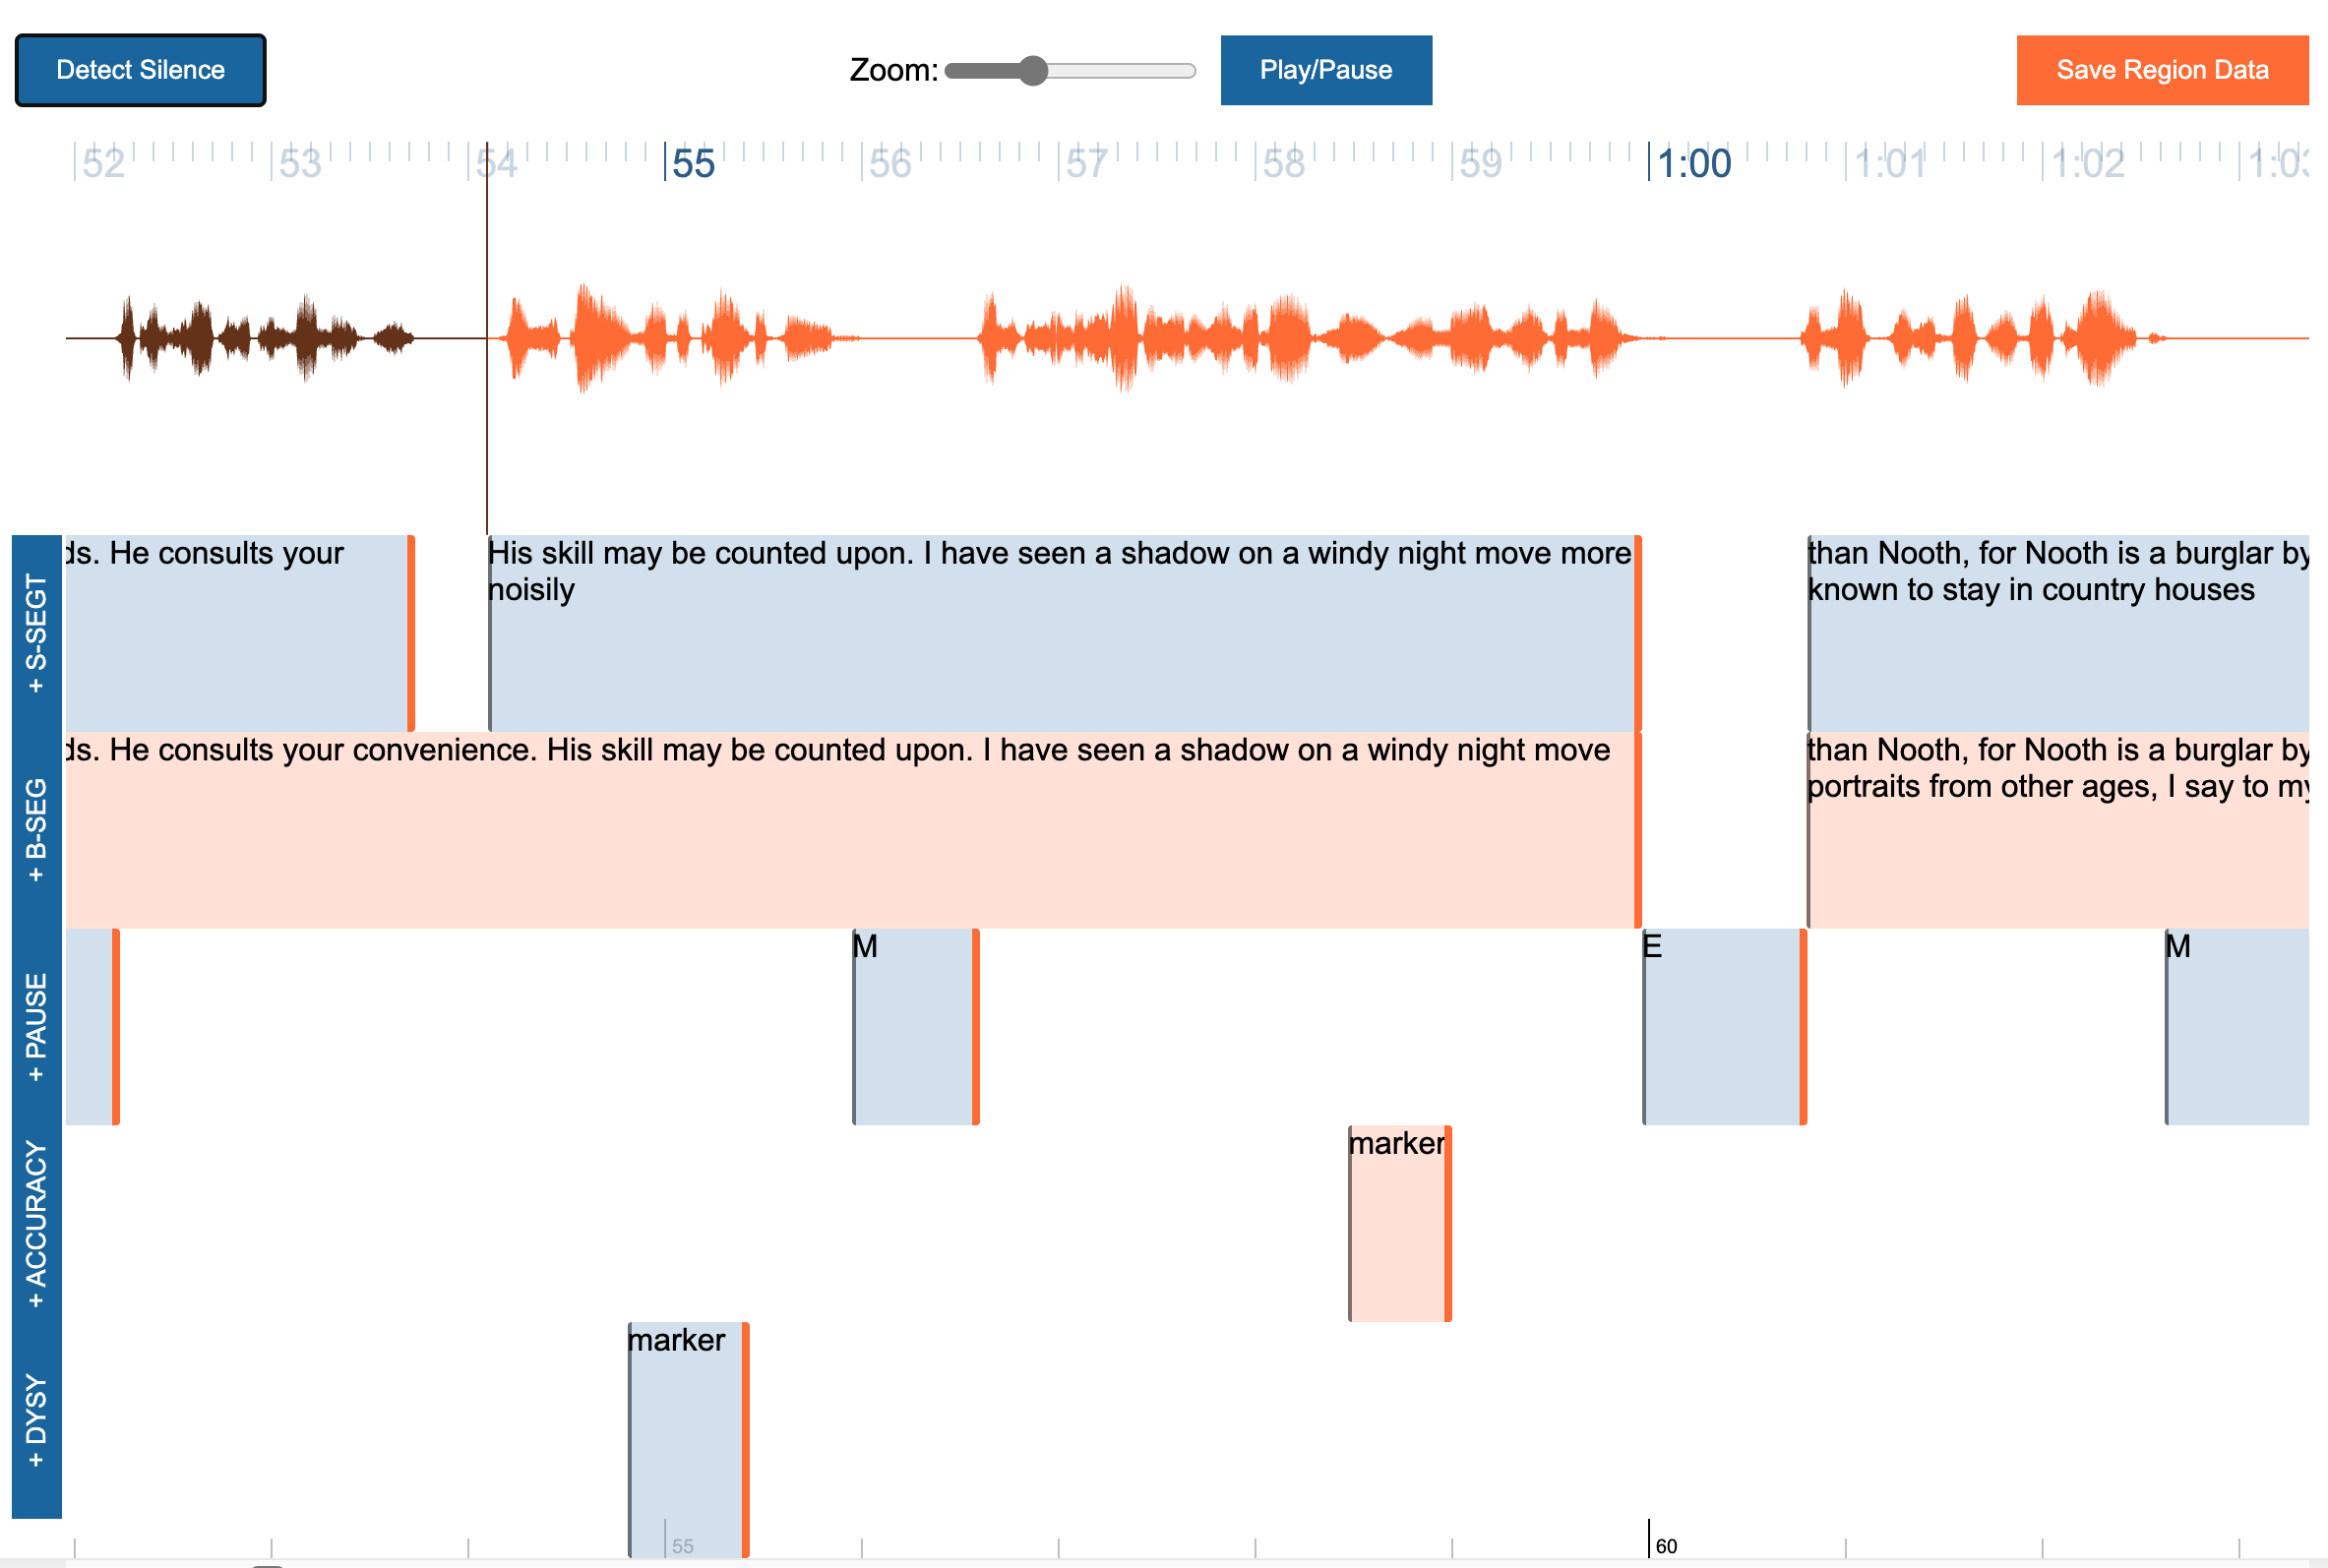 Detect Silence
Zoom:
Play/Pause
Save Region Data
52 53 54 55 56 57 58 59 1:00 1:01 1:02 1:03
+ S-SEGT
ds. He consults your
His skill may be counted upon. I have seen a shadow on a windy night move more
noisily
than Nooth, for Nooth is a burglar by
known to stay in country houses
+ B-SEG
ds. He consults your convenience. His skill may be counted upon. I have seen a shadow on a windy night move
than Nooth, for Nooth is a burglar by
portraits from other ages, I say to my
+ PAUSE
M
E
M
+ ACCURACY
marker
+ DYSY
marker
55
60